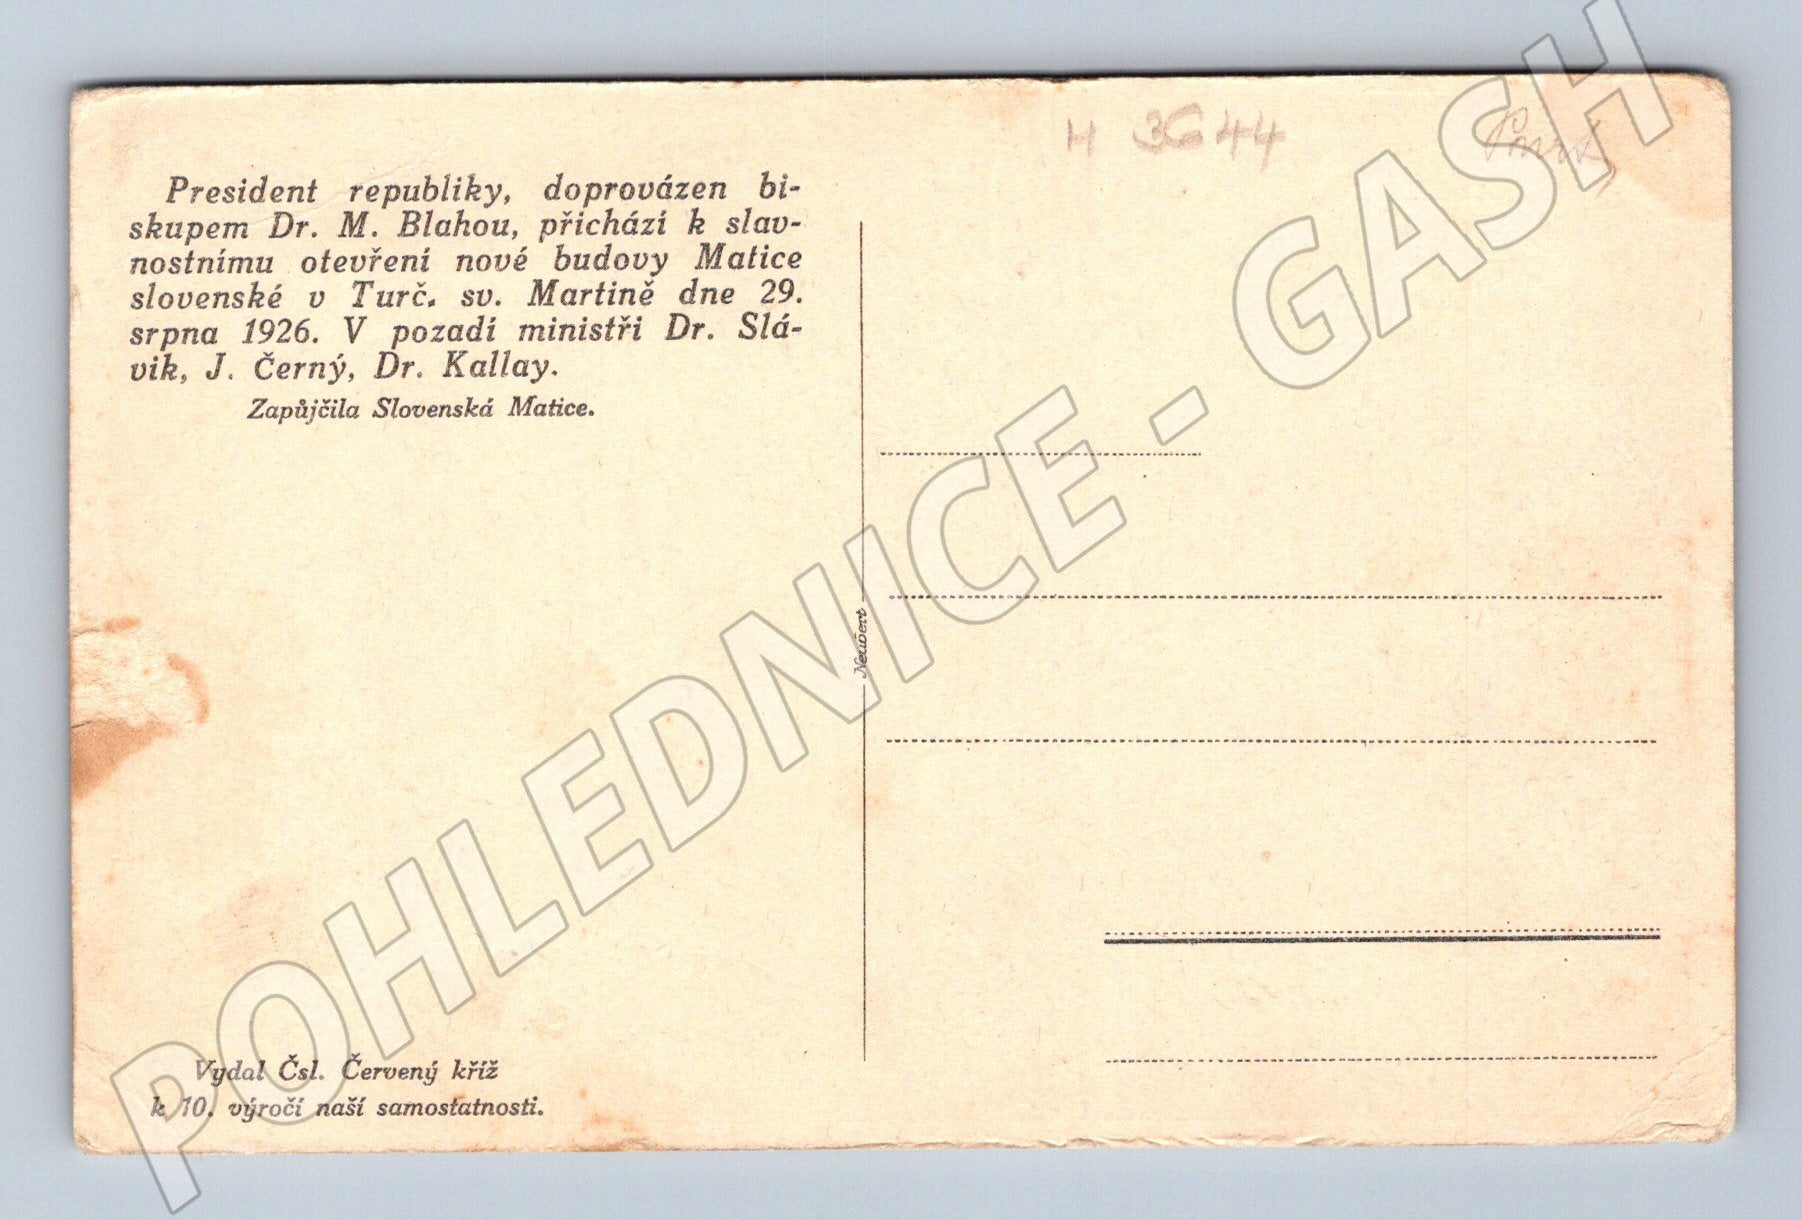 H 3644
President republiky, doprovázen bi-
skupem Dr. M. Blahou, přichází k slav-
nostnímu otevření nové budovy Matice
slovenské v Turč. sv. Martině dne 29.
srpna 1926. V pozadí ministři Dr. Slá-
vik, J. Černý, Dr. Kallay.
Zapůjčila Slovenská Matice.
Neubert
Vydal Čsl. Červený kříž
k 10. výročí naší samostatnosti.
POHLEDNICE - GASH